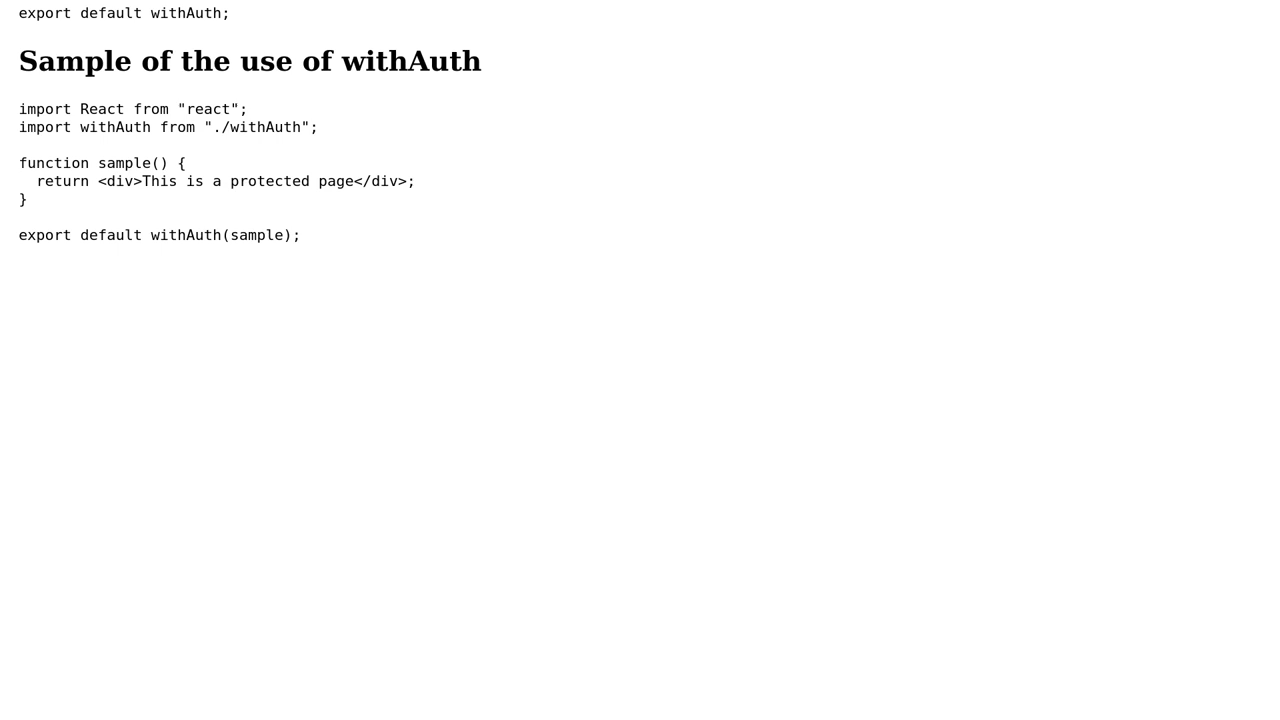 export default withAuth;
Sample of the use of withAuth
import React from "react";
import withAuth from "./withAuth";
function sample() {
  return <div>This is a protected page</div>;
}
export default withAuth(sample);